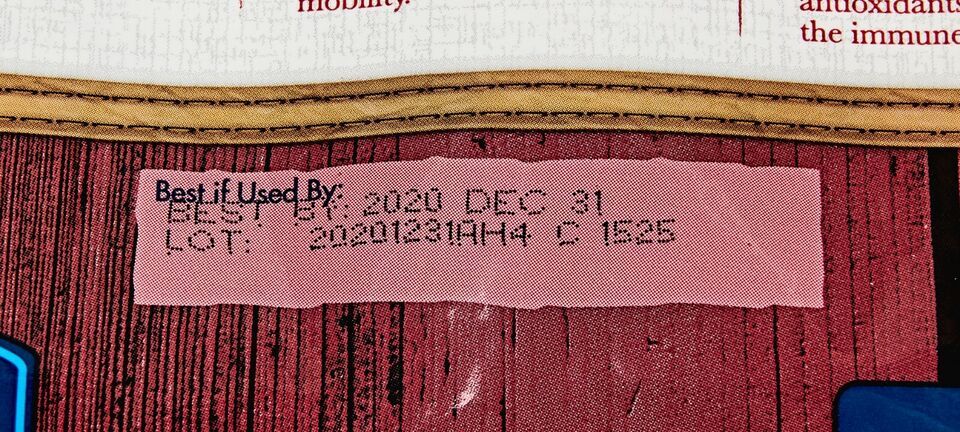 mobility.
antioxidants
the immune
Best if Used By:
BEST BY: 2020 DEC 31
LOT: 20201231AH4 C 1525